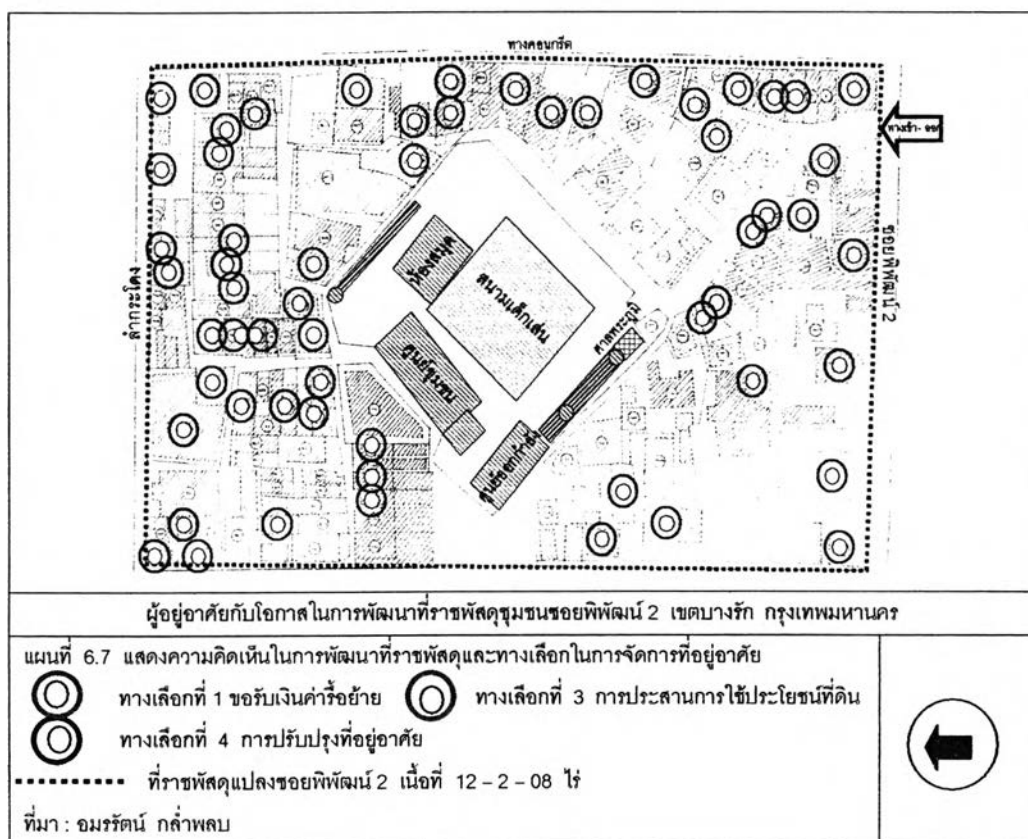 ทางคอนกรีต
ทางเข้า - ออก
ลำกระโดง
ห้องสมุด
สนามเด็กเล่น
ศาลพระภูมิ
ซอยพิพัฒน์ 2
ศูนย์ชุมชน
ศูนย์ออกกำลัง
ผู้อยู่อาศัยกับโอกาสในการพัฒนาที่ราชพัสดุชุมชนซอยพิพัฒน์ 2 เขตบางรัก กรุงเทพมหานคร
แผนที่ 6.7 แสดงความคิดเห็นในการพัฒนาที่ราชพัสดุและทางเลือกในการจัดการที่อยู่อาศัย
ทางเลือกที่ 1 ขอรับเงินค่ารื้อย้าย
ทางเลือกที่ 3 การประสานการใช้ประโยชน์ที่ดิน
ทางเลือกที่ 4 การปรับปรุงที่อยู่อาศัย
ที่ราชพัสดุแปลงซอยพิพัฒน์ 2 เนื้อที่ 12 – 2 – 08 ไร่
ที่มา : อมรรัตน์ กล่ำพลบ